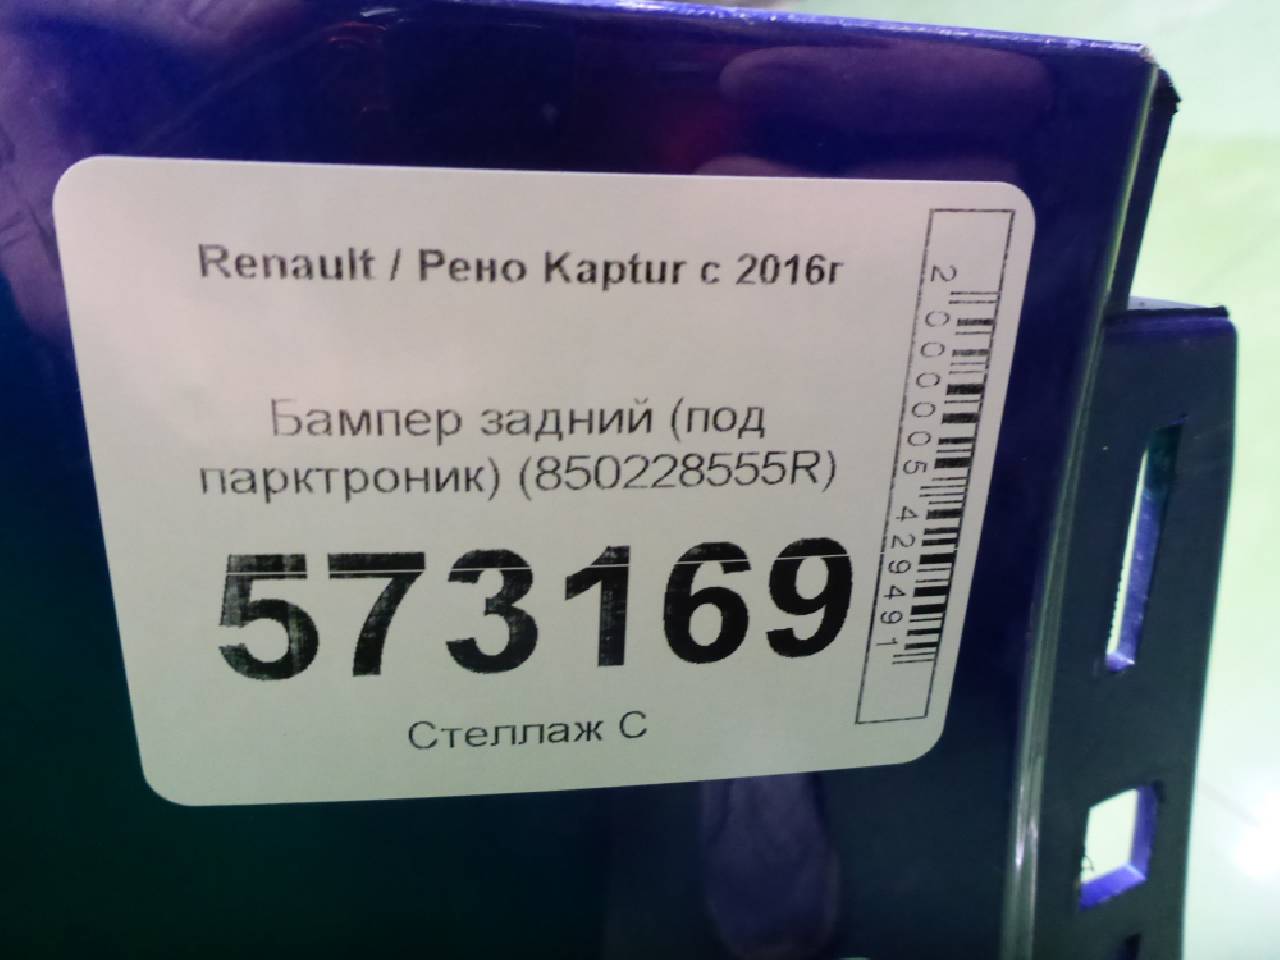 Renault / Рено Kaptur с 2016г
Бампер задний (под
парктроник) (850228555R)
573169
Стеллаж С
2000005429491